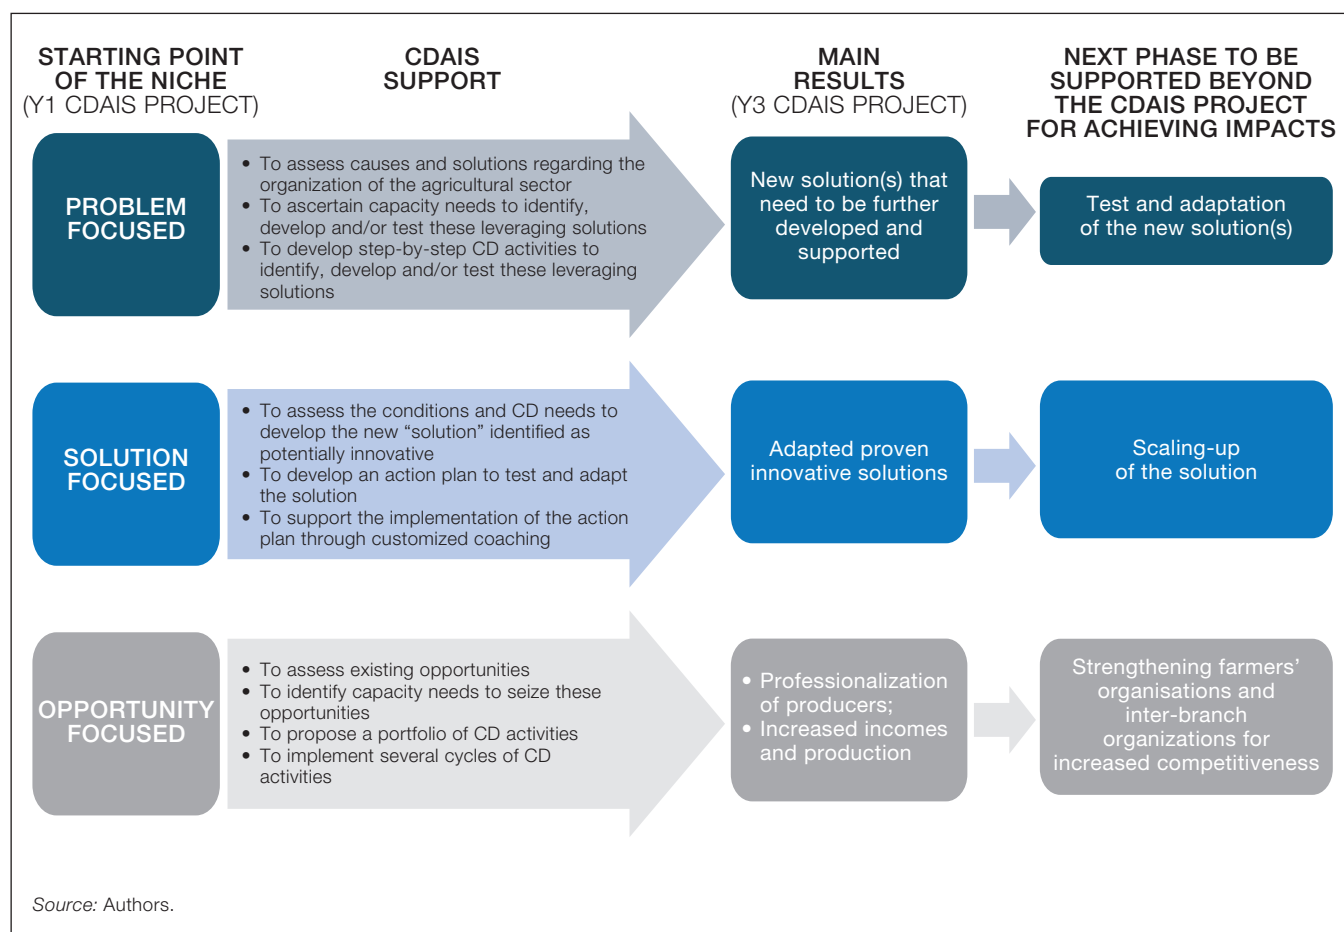 STARTING POINT
OF THE NICHE
(Y1 CDAIS PROJECT)
CDAIS
SUPPORT
MAIN
RESULTS
(Y3 CDAIS PROJECT)
NEXT PHASE TO BE
SUPPORTED BEYOND
THE CDAIS PROJECT
FOR ACHIEVING IMPACTS
PROBLEM
FOCUSED
• To assess causes and solutions regarding the
organization of the agricultural sector
• To ascertain capacity needs to identify,
develop and/or test these leveraging solutions
• To develop step-by-step CD activities to
identify, develop and/or test these leveraging
solutions
New solution(s) that
need to be further
developed and
supported
Test and adaptation
of the new solution(s)
SOLUTION
FOCUSED
• To assess the conditions and CD needs to
develop the new “solution” identified as
potentially innovative
• To develop an action plan to test and adapt
the solution
• To support the implementation of the action
plan through customized coaching
Adapted proven
innovative solutions
Scaling-up
of the solution
OPPORTUNITY
FOCUSED
• To assess existing opportunities
• To identify capacity needs to seize these
opportunities
• To propose a portfolio of CD activities
• To implement several cycles of CD
activities
• Professionalization
of producers;
• Increased incomes
and production
Strengthening farmers’
organisations and
inter-branch
organizations for
increased competitiveness
Source: Authors.